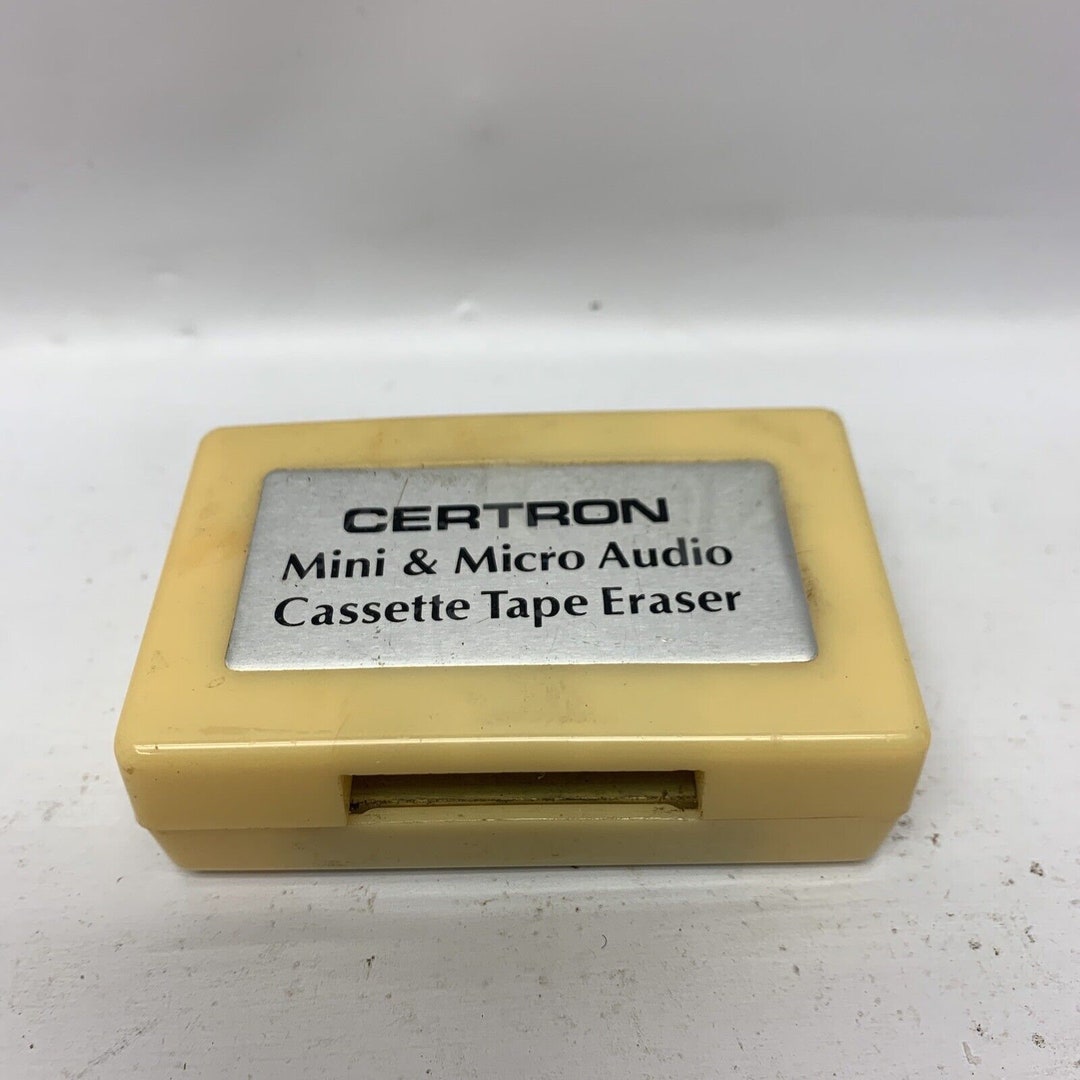 CERTRON
Mini & Micro Audio
Cassette Tape Eraser